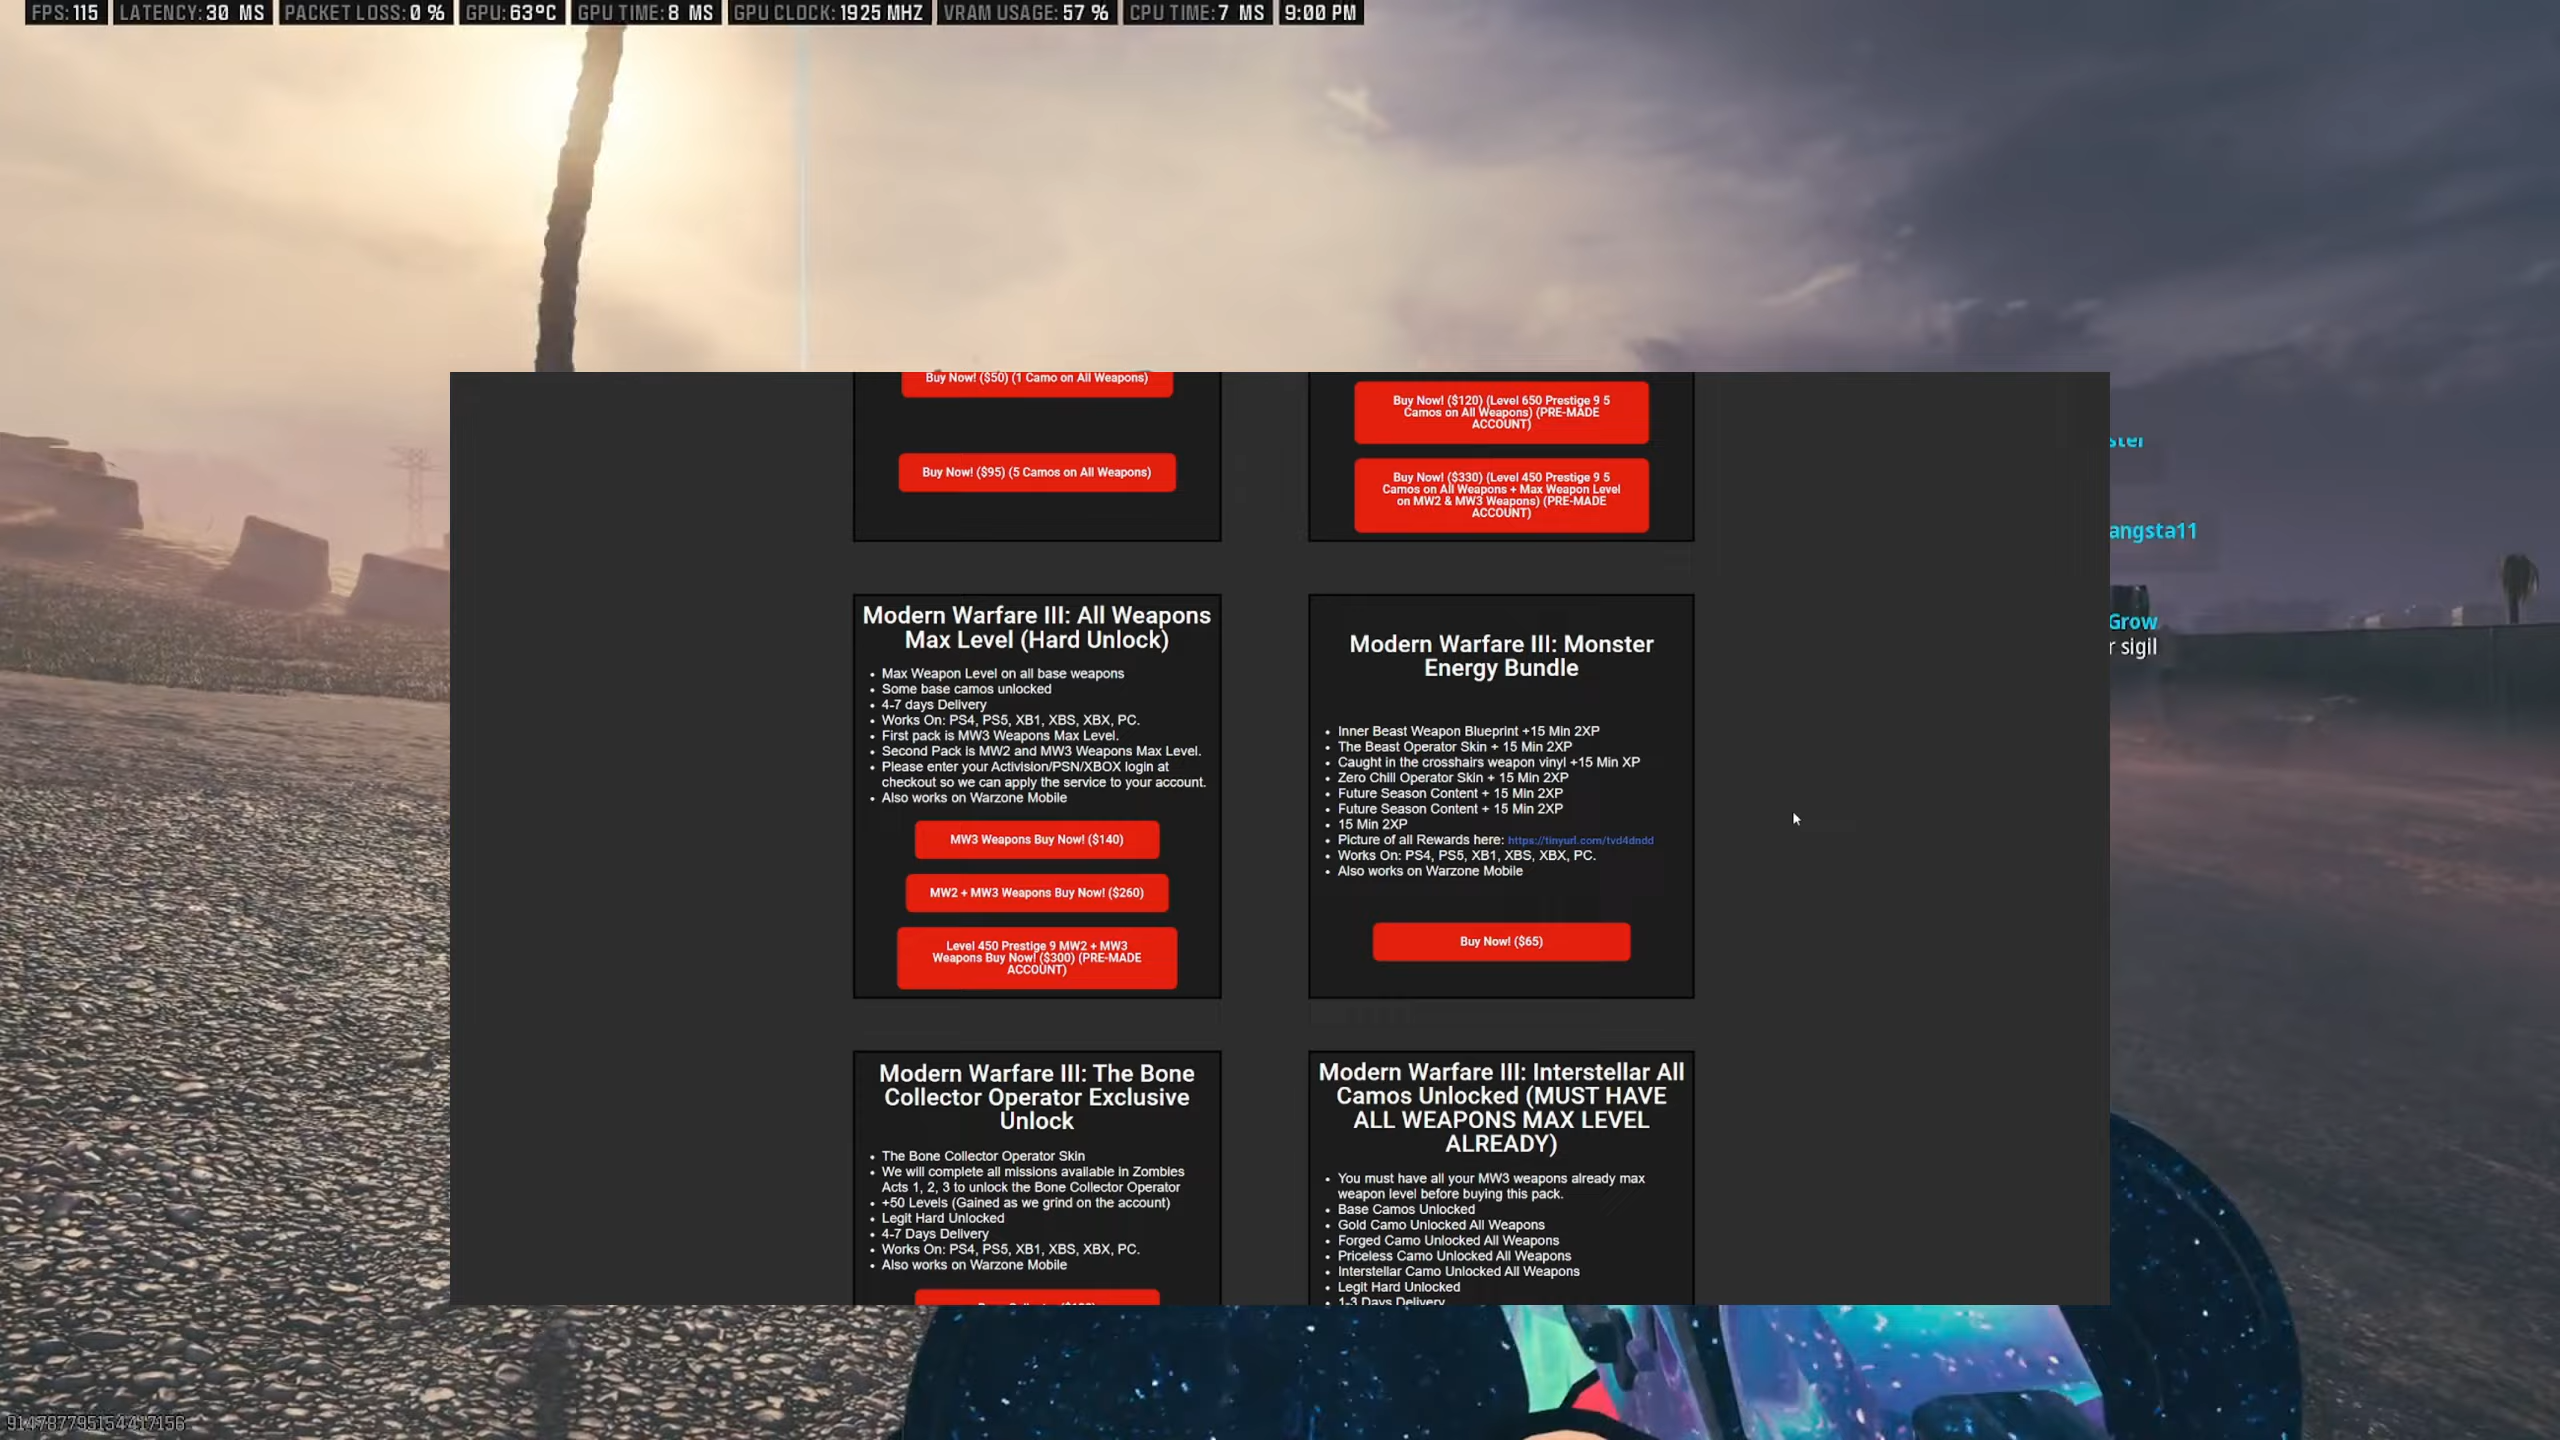 FPS: 115 LATENCY: 30 MS PACKET LOSS: 0 % GPU: 63°C GPU TIME: 8 MS GPU CLOCK: 1925 MHZ VRAM USAGE: 57 % CPU TIME: 7 MS 9:00 PM
Buy Now! ($50) (1 Camo on All Weapons)
Buy Now! ($95) (5 Camos on All Weapons)
Buy Now! ($120) (Level 650 Prestige 9 5
Camos on All Weapons) (PRE-MADE
ACCOUNT)
Buy Now! ($330) (Level 450 Prestige 9 5
Camos on All Weapons + Max Weapon Level
on MW2 & MW3 Weapons) (PRE-MADE
ACCOUNT)
Modern Warfare III: All Weapons
Max Level (Hard Unlock)
• Max Weapon Level on all base weapons
• Some base camos unlocked
• 4-7 days Delivery
• Works On: PS4, PS5, XB1, XBS, XBX, PC.
• First pack is MW3 Weapons Max Level.
• Second Pack is MW2 and MW3 Weapons Max Level.
• Please enter your Activision/PSN/XBOX login at
checkout so we can apply the service to your account.
• Also works on Warzone Mobile
MW3 Weapons Buy Now! ($140)
MW2 + MW3 Weapons Buy Now! ($260)
Level 450 Prestige 9 MW2 + MW3
Weapons Buy Now! ($300) (PRE-MADE
ACCOUNT)
Modern Warfare III: Monster
Energy Bundle
• Inner Beast Weapon Blueprint +15 Min 2XP
• The Beast Operator Skin + 15 Min 2XP
• Caught in the crosshairs weapon vinyl +15 Min XP
• Zero Chill Operator Skin + 15 Min 2XP
• Future Season Content + 15 Min 2XP
• Future Season Content + 15 Min 2XP
• 15 Min 2XP
• Picture of all Rewards here: https://tinyurl.com/tvd4dndd
• Works On: PS4, PS5, XB1, XBS, XBX, PC.
• Also works on Warzone Mobile
Buy Now! ($65)
Modern Warfare III: The Bone
Collector Operator Exclusive
Unlock
• The Bone Collector Operator Skin
• We will complete all missions available in Zombies
Acts 1, 2, 3 to unlock the Bone Collector Operator
• +50 Levels (Gained as we grind on the account)
• Legit Hard Unlocked
• 4-7 Days Delivery
• Works On: PS4, PS5, XB1, XBS, XBX, PC.
• Also works on Warzone Mobile
Modern Warfare III: Interstellar All
Camos Unlocked (MUST HAVE
ALL WEAPONS MAX LEVEL
ALREADY)
• You must have all your MW3 weapons already max
weapon level before buying this pack.
• Base Camos Unlocked
• Gold Camo Unlocked All Weapons
• Forged Camo Unlocked All Weapons
• Priceless Camo Unlocked All Weapons
• Interstellar Camo Unlocked All Weapons
• Legit Hard Unlocked
• 1-3 Days Delivery
angsta11
Grow
r sigil